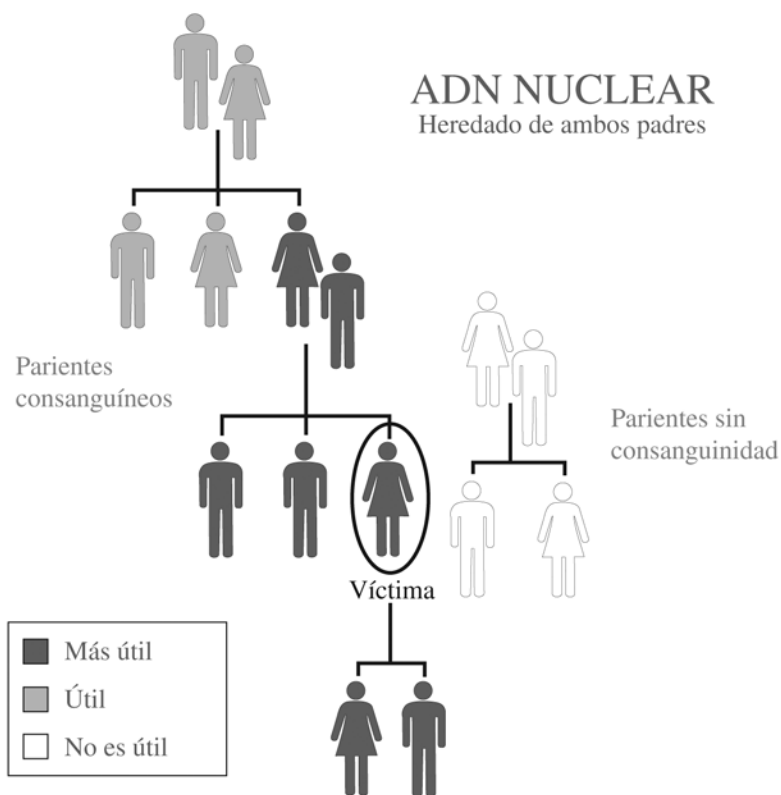 ADN NUCLEAR
Heredado de ambos padres
Parientes
consanguíneos
Parientes sin
consanguinidad
Víctima
Más útil
Útil
No es útil